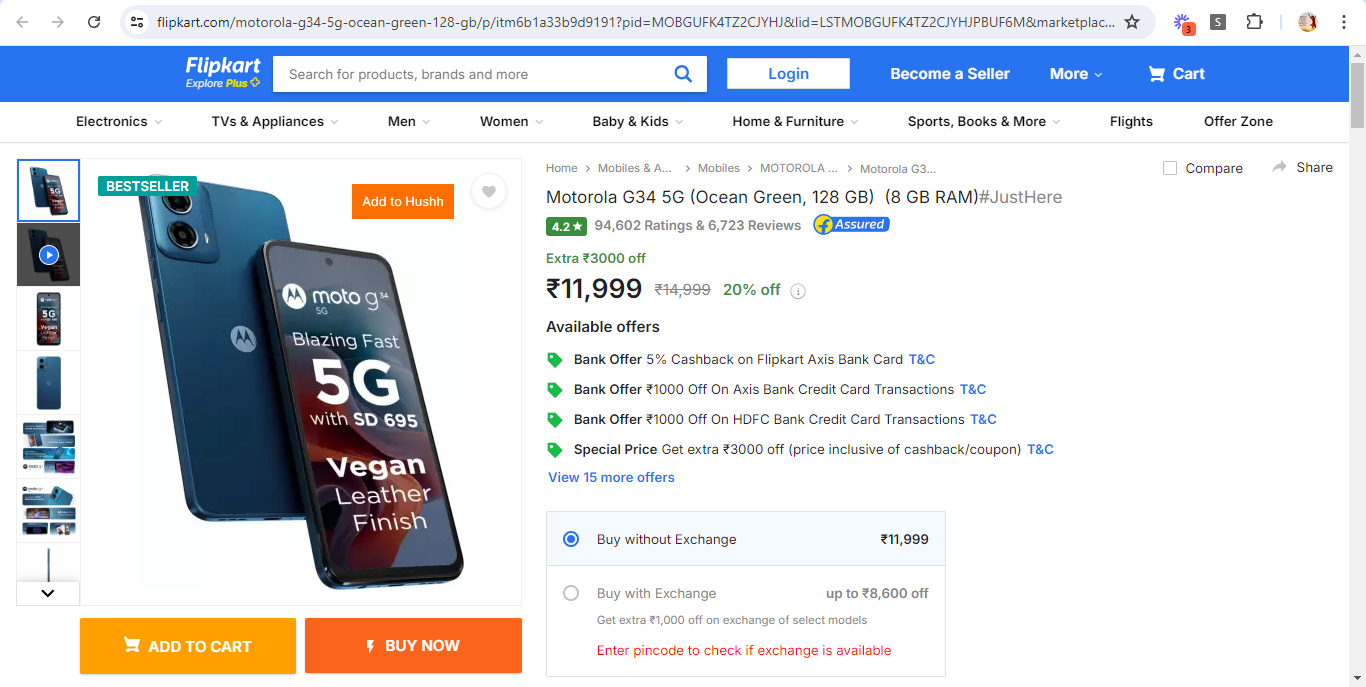 flipkart.com/motorola-g34-5g-ocean-green-128-gb/p/itm6b1a33b9d9191?pid=MOBGUFK4TZ2CJYHJ&lid=LSTMOBGUFK4TZ2CJYHJPBUF6M&marketplac...
3
S
Flipkart
Explore Plus
Search for products, brands and more
Login
Become a Seller
More
Cart
Electronics
TVs & Appliances
Men
Women
Baby & Kids
Home & Furniture
Sports, Books & More
Flights
Offer Zone
BESTSELLER
Add to Hushh
moto g34
5G
Blazing Fast
5G
with SD 695
Vegan
Leather
Finish
ADD TO CART
BUY NOW
Home > Mobiles & A... > Mobiles > MOTOROLA ... > Motorola G3...
Compare
Share
Motorola G34 5G (Ocean Green, 128 GB) (8 GB RAM)#JustHere
4.2★ 94,602 Ratings & 6,723 Reviews Assured
Extra ₹3000 off
₹11,999 ₹14,999 20% off i
Available offers
Bank Offer 5% Cashback on Flipkart Axis Bank Card T&C
Bank Offer ₹1000 Off On Axis Bank Credit Card Transactions T&C
Bank Offer ₹1000 Off On HDFC Bank Credit Card Transactions T&C
Special Price Get extra ₹3000 off (price inclusive of cashback/coupon) T&C
View 15 more offers
Buy without Exchange ₹11,999
Buy with Exchange up to ₹8,600 off
Get extra ₹1,000 off on exchange of select models
Enter pincode to check if exchange is available